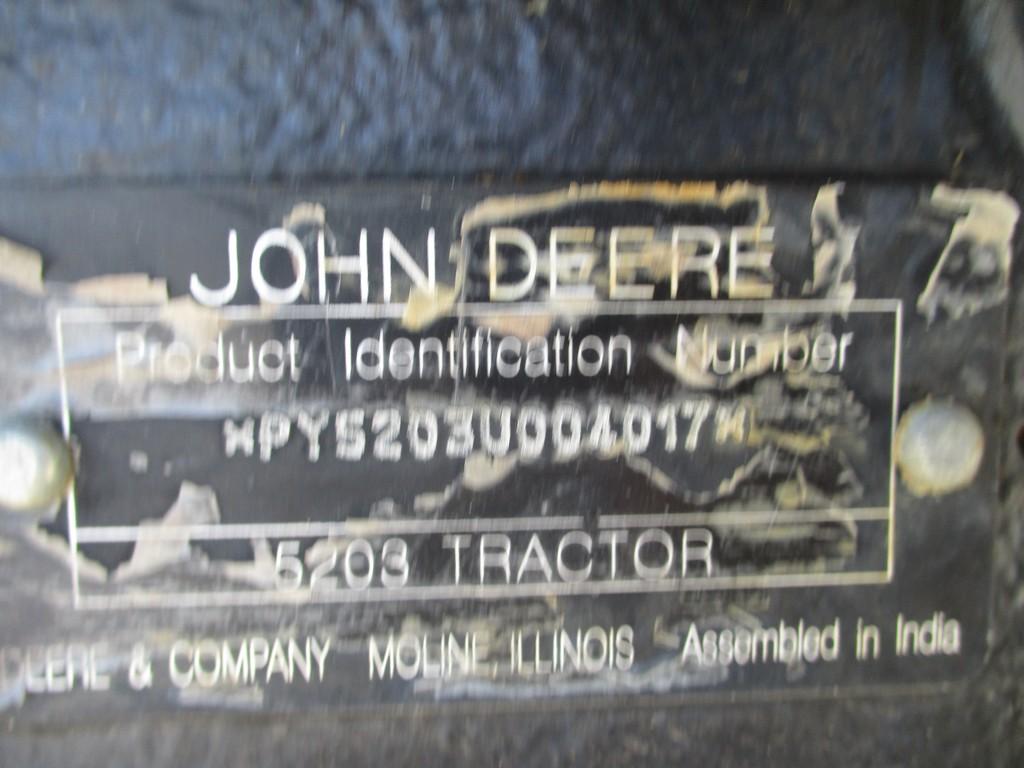 JOHN DEERE
Product Identification Number
*PY5203U004017*
5203 TRACTOR
DEERE & COMPANY MOLINE, ILLINOIS Assembled in India